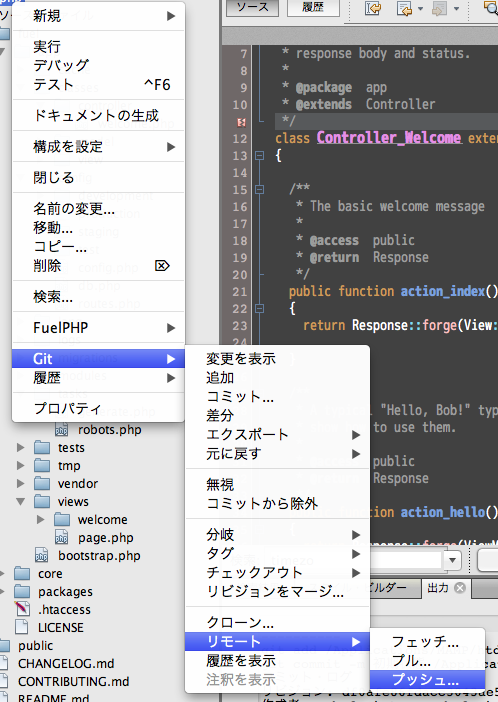 新規
実行
デバッグ
テスト ^F6
ドキュメントの生成
構成を設定
閉じる
名前の変更...
移動...
コピー...
削除
検索...
FuelPHP
Git
履歴
プロパティ
変更を表示
追加
コミット...
差分
エクスポート
元に戻す
無視
コミットから除外
分岐
タグ
チェックアウト
リビジョンをマージ...
クローン...
リモート
履歴を表示
注釈を表示
フェッチ...
プル...
プッシュ...
robots.php
tests
tmp
vendor
views
welcome
page.php
bootstrap.php
core
packages
.htaccess
LICENSE
public
CHANGELOG.md
CONTRIBUTING.md
README.md
ソース 履歴
7 * response body and status.
8 *
9 * @package app
10 * @extends Controller
*/
12 class Controller_Welcome exten
13 {
14
15 /**
16 * The basic welcome message
17 *
18 * @access public
19 * @return Response
20 */
21 public function action_index()
22 {
23 return Response::forge(View:
"Hello, Bob!" typ
to use them.
public
Response
function action_hello()
ビルダー 出力